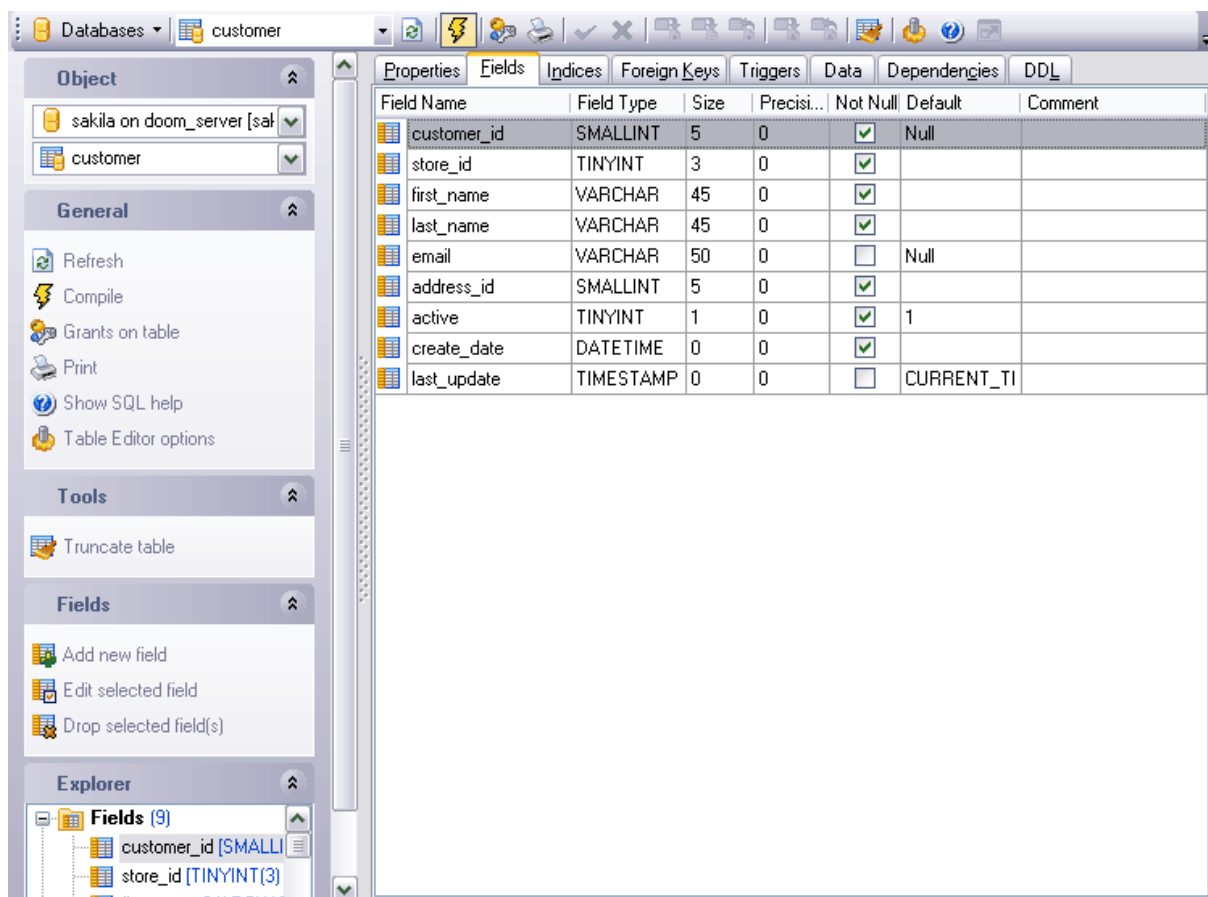 Databases customer
Object
sakila on doom_server [sal
customer
General
Refresh
Compile
Grants on table
Print
Show SQL help
Table Editor options
Tools
Truncate table
Fields
Add new field
Edit selected field
Drop selected field(s)
Explorer
Fields (9)
customer_id [SMALLI
store_id [TINYINT(3)
Properties Fields Indices Foreign Keys Triggers Data Dependencies DDL
Field Name Field Type Size Precisi... Not Null Default Comment
customer_id SMALLINT 5 0 Null
store_id TINYINT 3 0
first_name VARCHAR 45 0
last_name VARCHAR 45 0
email VARCHAR 50 0 Null
address_id SMALLINT 5 0
active TINYINT 1 0 1
create_date DATETIME 0 0
last_update TIMESTAMP 0 0 CURRENT_TI